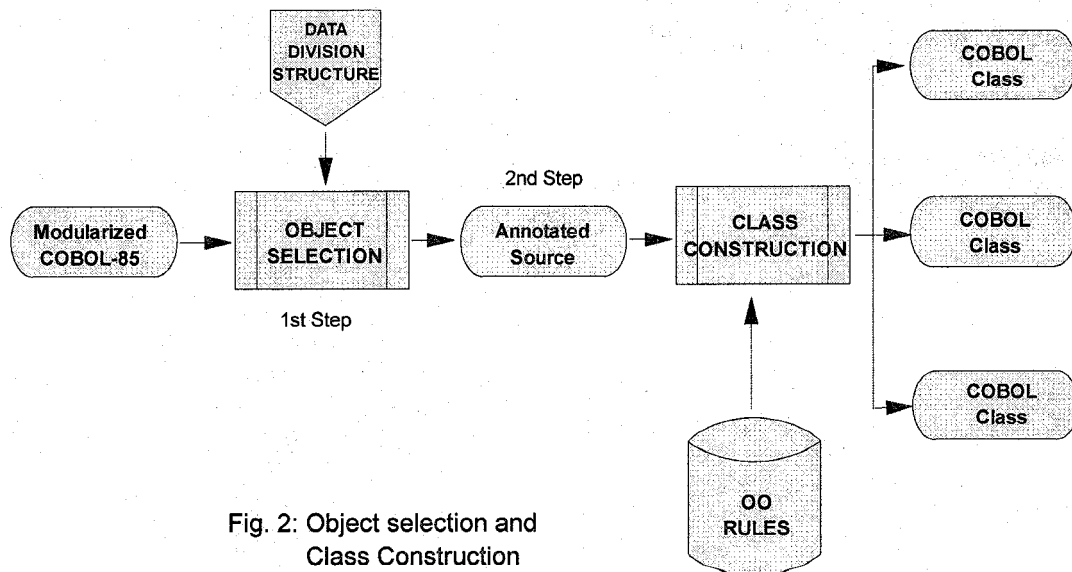 DATA
DIVISION
STRUCTURE
COBOL
Class
2nd Step
Modularized
COBOL-85
OBJECT
SELECTION
Annotated
Source
CLASS
CONSTRUCTION
COBOL
Class
1st Step
COBOL
Class
OO
RULES
Fig. 2: Object selection and
Class Construction